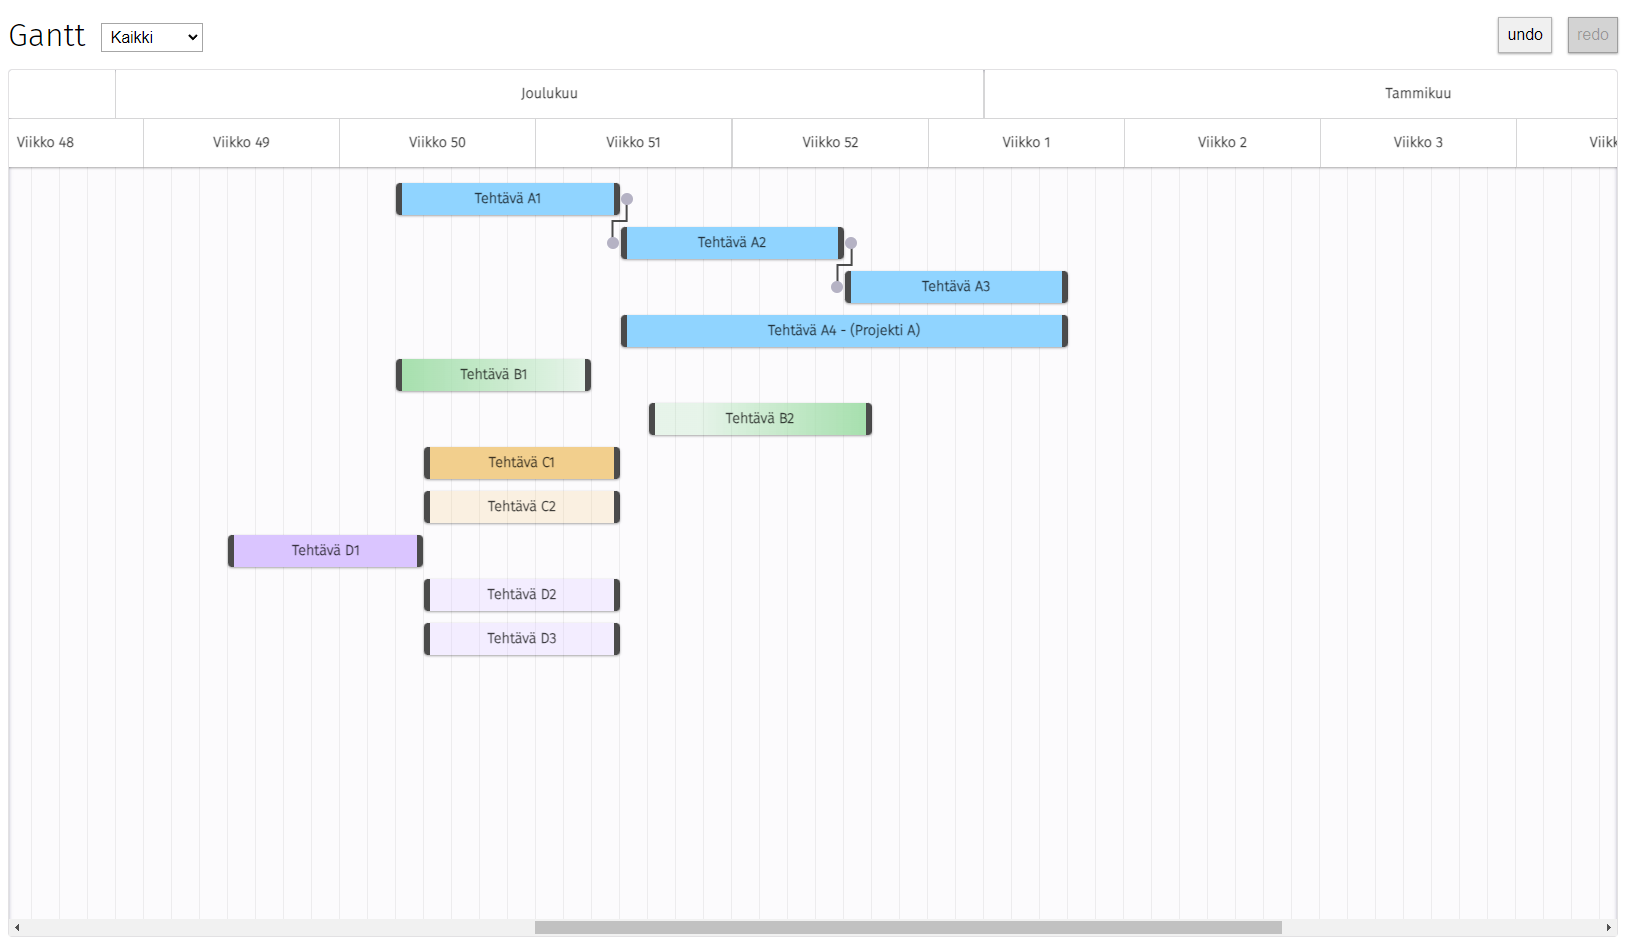 Gantt Kaikki undo redo
Joulukuu Tammikuu
Viikko 48 Viikko 49 Viikko 50 Viikko 51 Viikko 52 Viikko 1 Viikko 2 Viikko 3
Tehtävä A1
Tehtävä A2
Tehtävä A3
Tehtävä A4 - (Projekti A)
Tehtävä B1
Tehtävä B2
Tehtävä C1
Tehtävä C2
Tehtävä D1
Tehtävä D2
Tehtävä D3